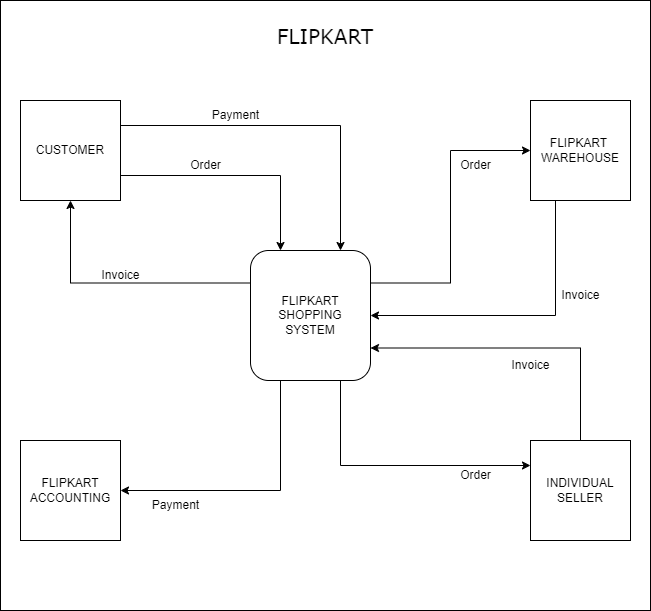 FLIPKART
Payment
CUSTOMER
Order
FLIPKART
WAREHOUSE
Order
Invoice
Invoice
FLIPKART
SHOPPING
SYSTEM
Invoice
FLIPKART
ACCOUNTING
Payment
Order
INDIVIDUAL
SELLER